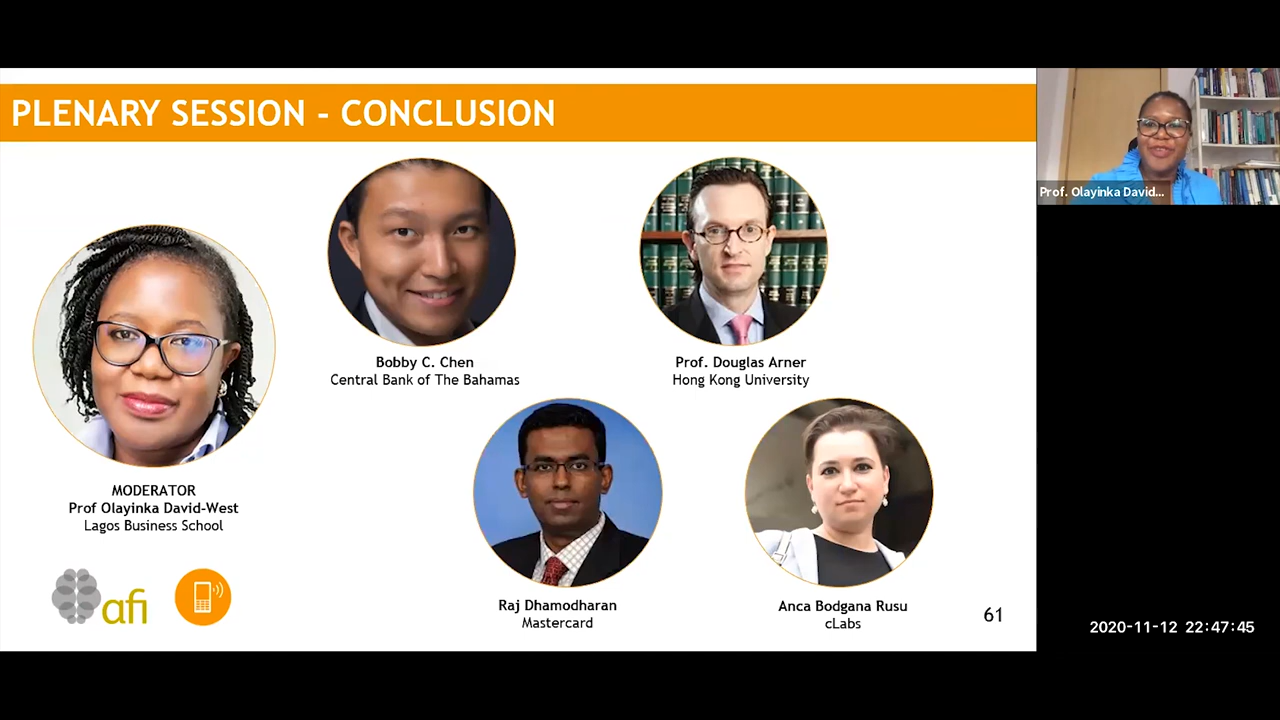 PLENARY SESSION - CONCLUSION
Prof. Olayinka David...
Bobby C. Chen
Central Bank of The Bahamas
Prof. Douglas Arner
Hong Kong University
MODERATOR
Prof Olayinka David-West
Lagos Business School
Raj Dhamodharan
Mastercard
Anca Bodgana Rusu
cLabs
afi
61
2020-11-12 22:47:45